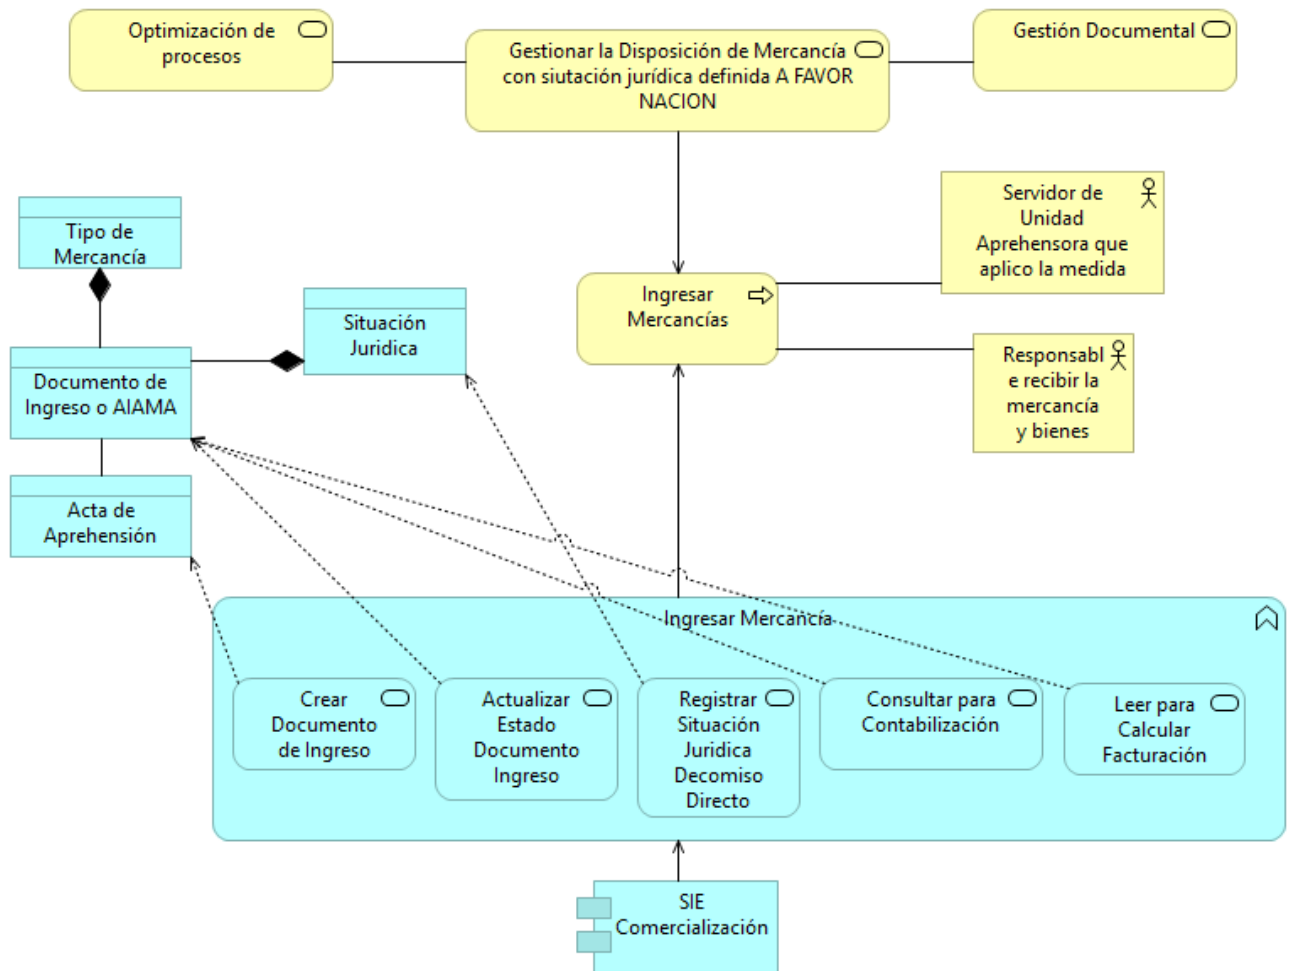 Optimización de
procesos
Gestionar la Disposición de Mercancía
con siutación jurídica definida A FAVOR
NACION
Gestión Documental
Servidor de
Unidad
Aprehensora que
aplico la medida
Tipo de
Mercancía
Ingresar
Mercancías
Situación
Juridica
Responsabl
e recibir la
mercancía
y bienes
Documento de
Ingreso o AIAMA
Acta de
Aprehensión
Ingresar Mercancía
Crear
Documento
de Ingreso
Actualizar
Estado
Documento
Ingreso
Registrar
Situación
Juridica
Decomiso
Directo
Consultar para
Contabilización
Leer para
Calcular
Facturación
SIE
Comercialización